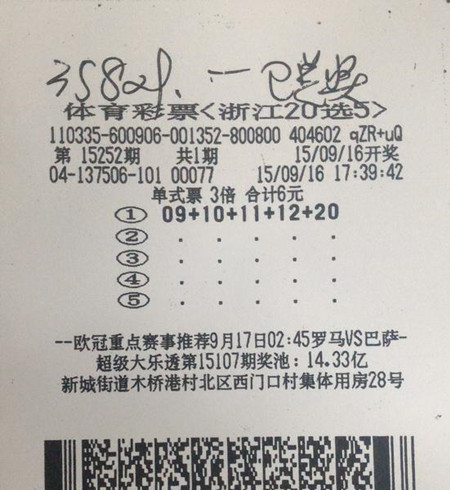 35821. 一 已兑奖
体育彩票<浙江20选5>
110335-600906-001352-800800 404602 qZR+uQ
第 15252期 共1期 15/09/16开奖
04-137506-101 00077 15/09/16 17:39:42
单式票 3倍 合计6元
① 09+10+11+12+20
② . . . . .
③ . . . . .
④ . . . . .
⑤ . . . . .
--欧冠重点赛事推荐9月17日02:45罗马VS巴萨-
超级大乐透第15107期奖池:14.33亿
新城街道木桥港村北区西门口村集体用房28号